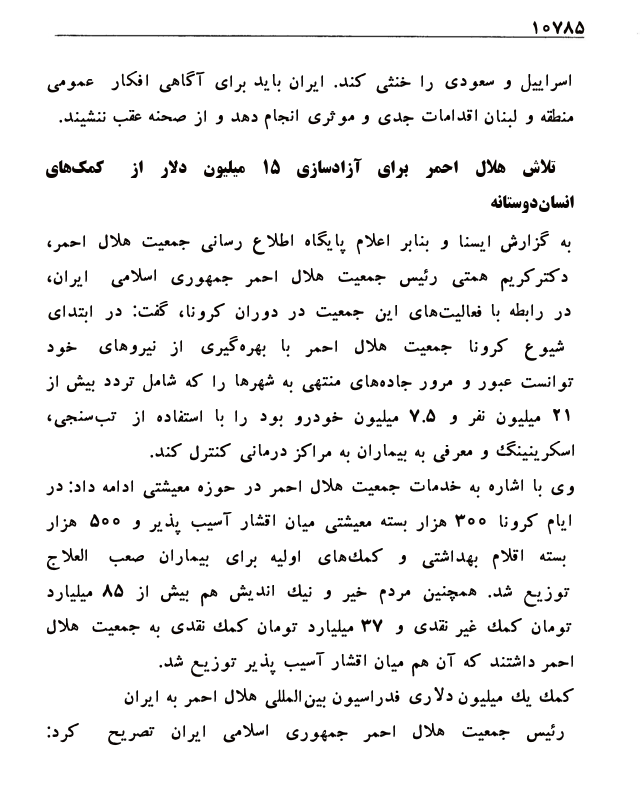 ۱۰۷۸۵
اسراییل و سعودی را خنثی کند. ایران باید برای آگاهی افکار عمومی
منطقه و لبنان اقدامات جدی و موثری انجام دهد و از صحنه عقب ننشیند.
تلاش هلال احمر برای آزادسازی ۱۵ میلیون دلار از کمک‌های
انسان‌دوستانه
به گزارش ایسنا و بنابر اعلام پایگاه اطلاع رسانی جمعیت هلال احمر،
دکترکریم همتی رئیس جمعیت هلال احمر جمهوری اسلامی ایران،
در رابطه با فعالیت‌های این جمعیت در دوران کرونا، گفت: در ابتدای
شیوع کرونا جمعیت هلال احمر با بهره‌گیری از نیروهای خود
توانست عبور و مرور جاده‌های منتهی به شهرها را که شامل تردد بیش از
۲۱ میلیون نفر و ۷.۵ میلیون خودرو بود را با استفاده از تب‌سنجی،
اسکرینینگ و معرفی به بیماران به مراکز درمانی کنترل کند.
وی با اشاره به خدمات جمعیت هلال احمر در حوزه معیشتی ادامه داد: در
ایام کرونا ۳۰۰ هزار بسته معیشتی میان اقشار آسیب پذیر و ۵۰۰ هزار
بسته اقلام بهداشتی و کمک‌های اولیه برای بیماران صعب العلاج
توزیع شد. همچنین مردم خیر و نیک اندیش هم بیش از ۸۵ میلیارد
تومان کمک غیر نقدی و ۳۷ میلیارد تومان کمک نقدی به جمعیت هلال
احمر داشتند که آن هم میان اقشار آسیب پذیر توزیع شد.
کمک یک میلیون دلاری فدراسیون بین‌المللی هلال احمر به ایران
رئیس جمعیت هلال احمر جمهوری اسلامی ایران تصریح کرد: